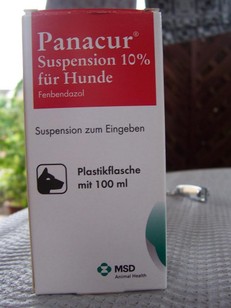 Panacur®
Suspension 10%
für Hunde
Fenbendazol
Suspension zum Eingeben
Plastikflasche
mit 100 ml
MSD
Animal Health